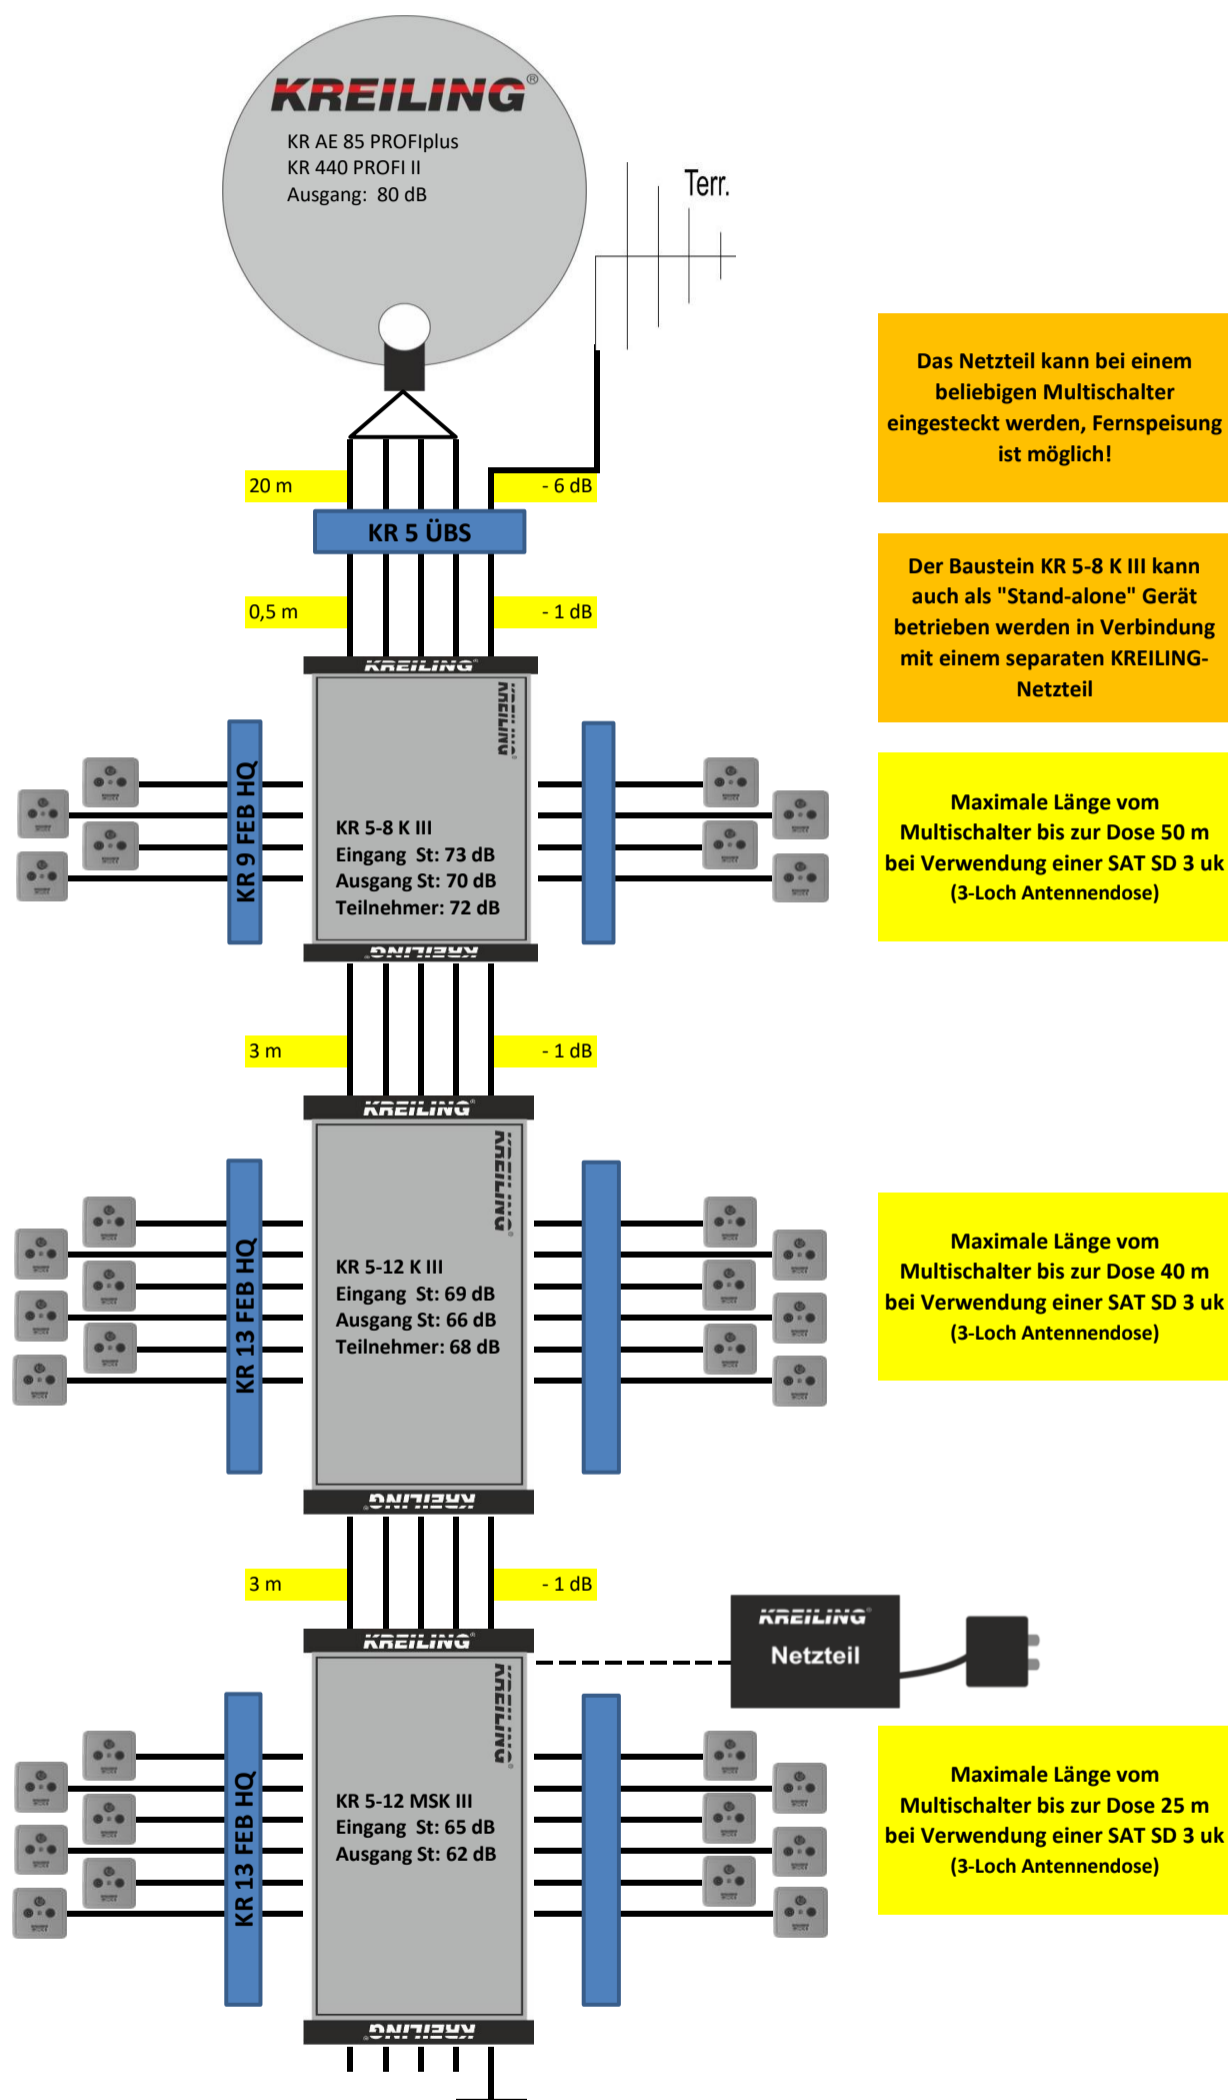 KREILING®
KR AE 85 PROFIplus
KR 440 PROFI II
Ausgang: 80 dB
Terr.
Das Netzteil kann bei einem
beliebigen Multischalter
eingesteckt werden, Fernspeisung
ist möglich!
20 m
- 6 dB
KR 5 ÜBS
Der Baustein KR 5-8 K III kann
auch als "Stand-alone" Gerät
betrieben werden in Verbindung
mit einem separaten KREILING-
Netzteil
0,5 m
- 1 dB
KREILING®
KREILING®
KR 9 FEB HQ
KR 5-8 K III
Eingang St: 73 dB
Ausgang St: 70 dB
Teilnehmer: 72 dB
KREILING®
Maximale Länge vom
Multischalter bis zur Dose 50 m
bei Verwendung einer SAT SD 3 uk
(3-Loch Antennendose)
3 m
- 1 dB
KREILING®
KREILING®
KR 13 FEB HQ
KR 5-12 K III
Eingang St: 69 dB
Ausgang St: 66 dB
Teilnehmer: 68 dB
KREILING®
Maximale Länge vom
Multischalter bis zur Dose 40 m
bei Verwendung einer SAT SD 3 uk
(3-Loch Antennendose)
3 m
- 1 dB
KREILING®
KREILING®
KREILING®
Netzteil
KR 13 FEB HQ
KR 5-12 MSK III
Eingang St: 65 dB
Ausgang St: 62 dB
KREILING®
Maximale Länge vom
Multischalter bis zur Dose 25 m
bei Verwendung einer SAT SD 3 uk
(3-Loch Antennendose)